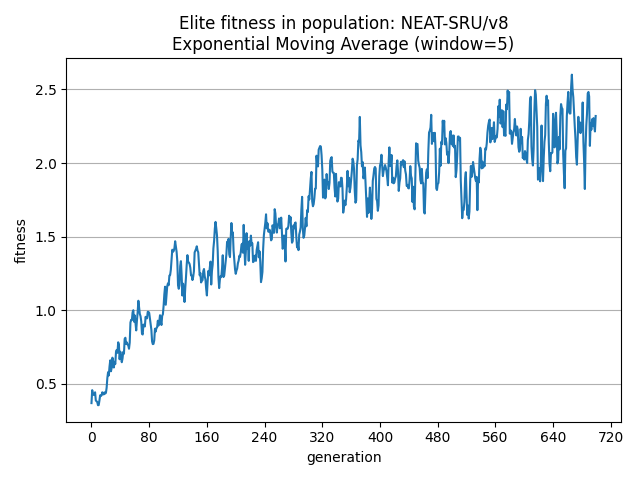 Elite fitness in population: NEAT-SRU/v8
Exponential Moving Average (window=5)
fitness
2.5
2.0
1.5
1.0
0.5
0 80 160 240 320 400 480 560 640 720
generation